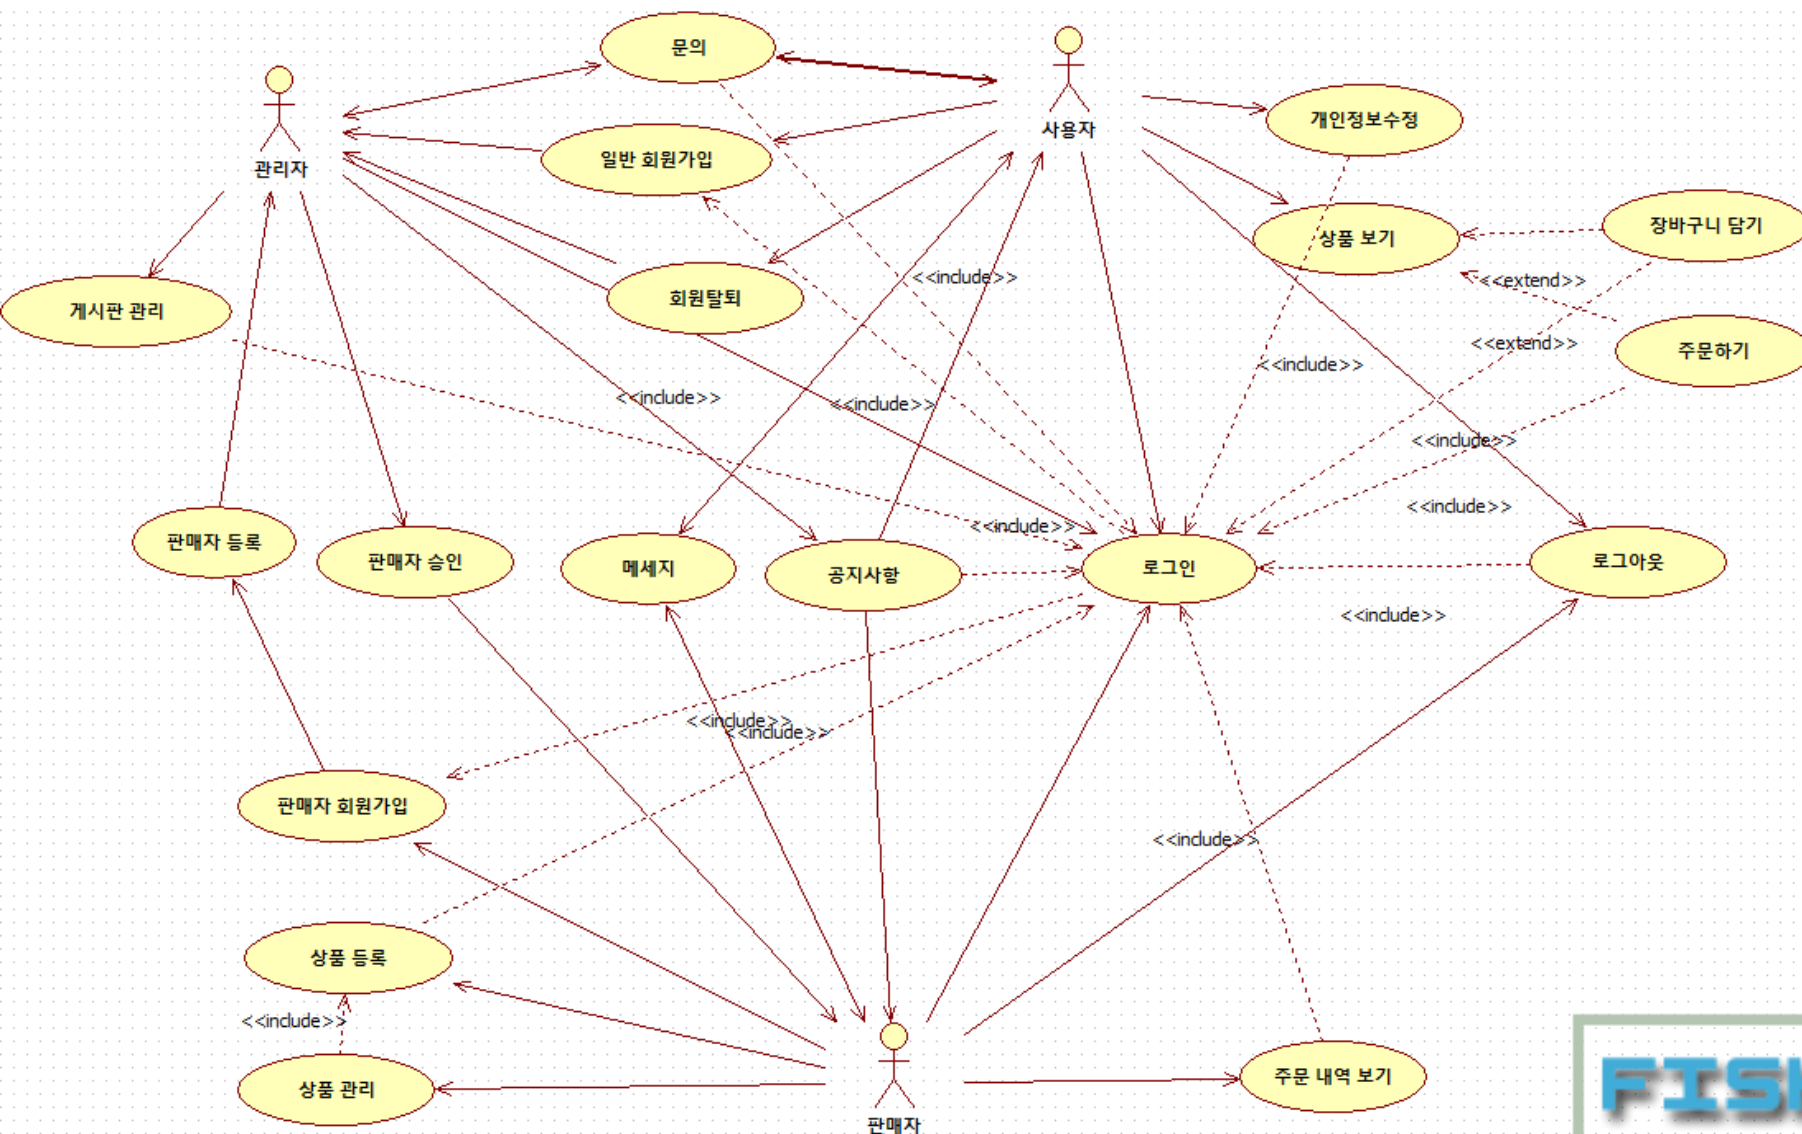 문의
사용자
개인정보수정
관리자
일반 회원가입
상품 보기
장바구니 담기
<<include>>
<<extend>>
게시판 관리
회원탈퇴
<<extend>>
주문하기
<<include>>
<<include>>
<<include>>
<<include>>
<<include>>
<<include>>
판매자 등록
판매자 승인
메세지
공지사항
로그인
로그아웃
<<include>>
<<include>>
<<include>>
판매자 회원가입
<<include>>
상품 등록
<<include>>
상품 관리
주문 내역 보기
판매자